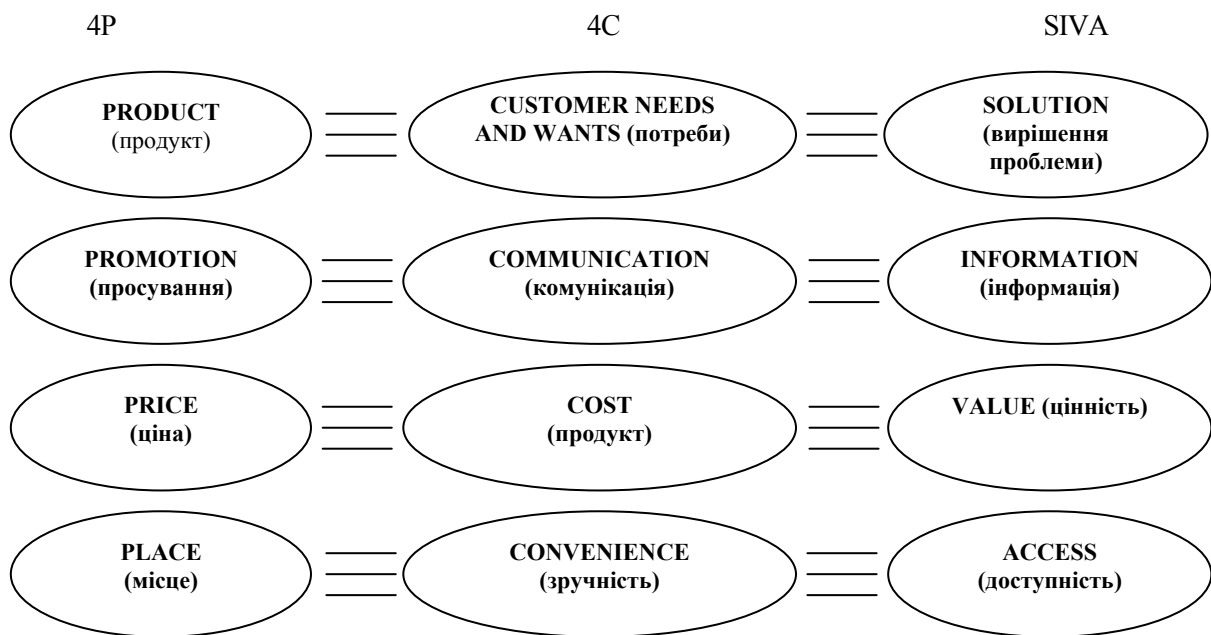 4P
4C
SIVA
PRODUCT
(продукт)
CUSTOMER NEEDS
AND WANTS (потреби)
SOLUTION
(вирішення
проблеми)
PROMOTION
(просування)
COMMUNICATION
(комунікація)
INFORMATION
(інформація)
PRICE
(ціна)
COST
(продукт)
VALUE (цінність)
PLACE
(місце)
CONVENIENCE
(зручність)
ACCESS
(доступність)